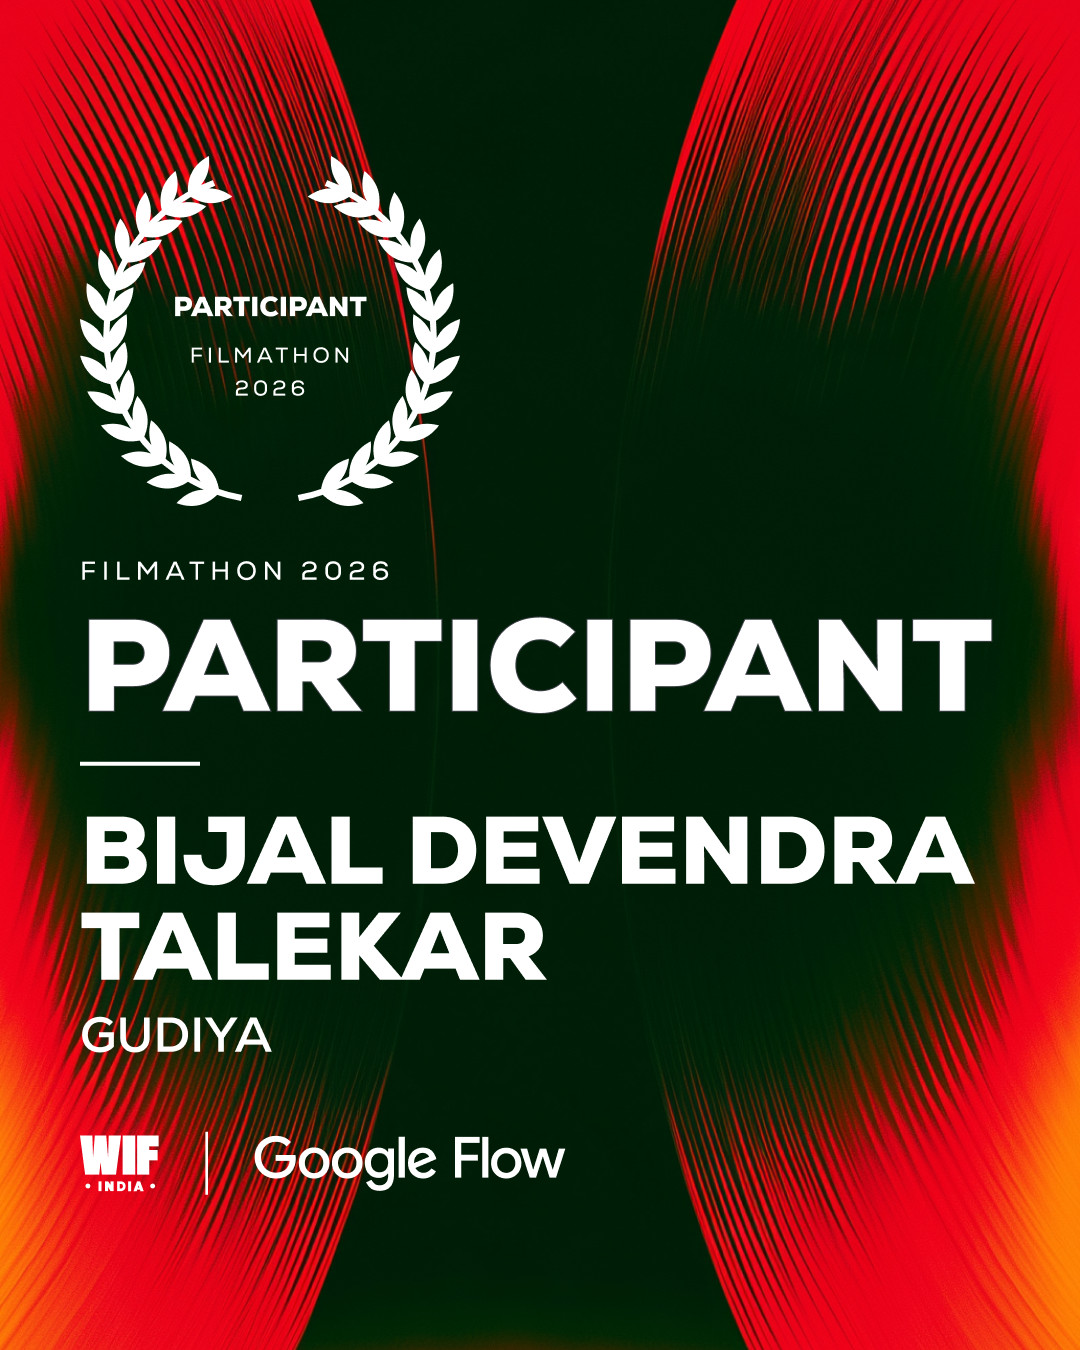 PARTICIPANT
FILMATHON
2026
FILMATHON 2026
PARTICIPANT
BIJAL DEVENDRA
TALEKAR
GUDIYA
WIF
• INDIA •
Google Flow